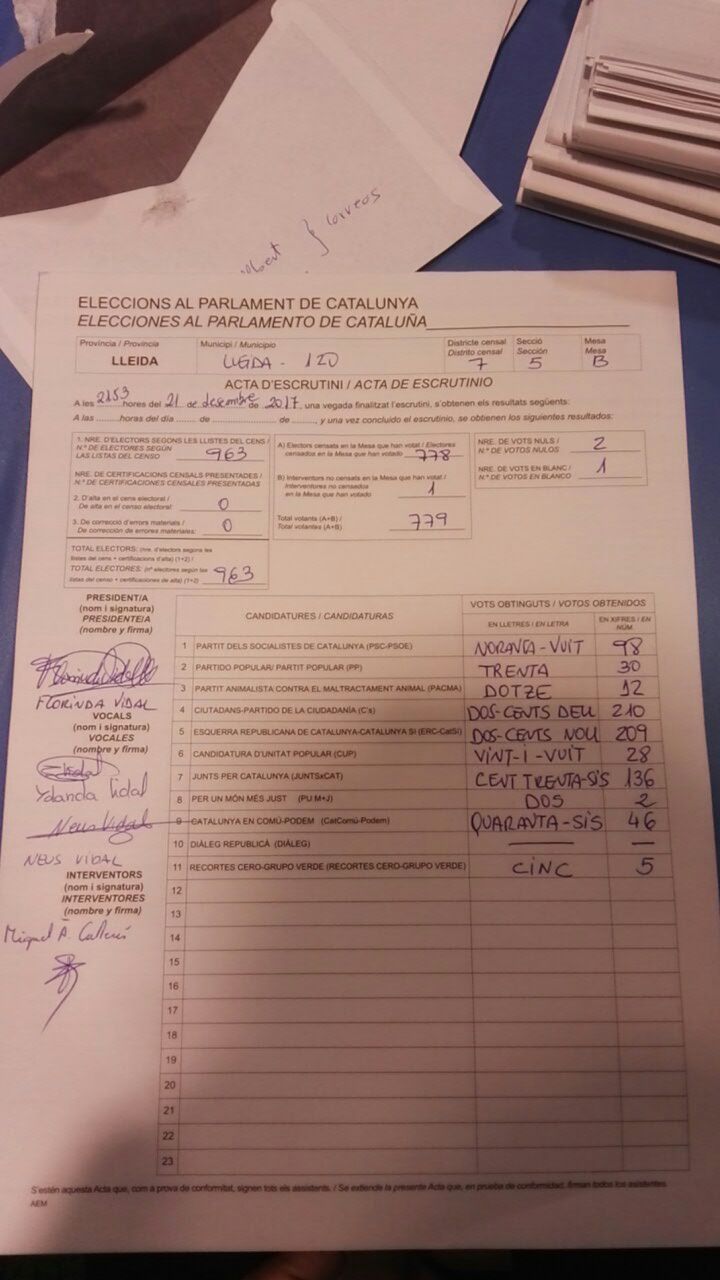 correos
ELECCIONS AL PARLAMENT DE CATALUNYA
ELECCIONES AL PARLAMENTO DE CATALUÑA
Província / Provincia Municipi / Municipio Districte censal Secció Mesa
Distrito censal Sección Mesa
LLEIDA LLEIDA - 120 7 5 B
ACTA D'ESCRUTINI / ACTA DE ESCRUTINIO
A les 2153 hores del 21 de desembre de 2017 una vegada finalitzat l'escrutini, s'obtenen els resultats següents:
A las ......... horas del día ....... de ............... de ......, y una vez concluido el escrutinio, se obtienen los siguientes resultados:
1. NRE. D'ELECTORS SEGONS LES LLISTES DEL CENS /
N.º DE ELECTORES SEGÚN
LAS LISTAS DEL CENSO 963
NRE. DE CERTIFICACIONS CENSALS PRESENTADES /
N.º DE CERTIFICACIONES CENSALES PRESENTADAS
2. D'alta en el cens electoral /
De alta en el censo electoral: 0
3. De correcció d'errors materials /
De corrección de errores materiales: 0
TOTAL ELECTORS: (nre. d'electors segons les
llistes del cens + certificacions d'alta) (1+2) /
TOTAL ELECTORES: (nº electores según las
listas del censo + certificaciones de alta) (1+2) 963
A) Electors censats en la Mesa que han votat / Electores
censados en la Mesa que han votado 778
B) Interventors no censats en la Mesa que han votat /
Interventores no censados
en la Mesa que han votado 1
Total votants (A+B) /
Total votantes (A+B) 779
NRE. DE VOTS NULS /
N.º DE VOTOS NULOS 2
NRE. DE VOTS EN BLANC /
N.º DE VOTOS EN BLANCO 1
PRESIDENT/A
(nom i signatura)
PRESIDENTE/A
(nombre y firma)
FLORINDA VIDAL
VOCALS
(nom i signatura)
VOCALES
(nombre y firma)
Yolanda Vidal
Neus Vidal
NEUS VIDAL
INTERVENTORS
(nom i signatura)
INTERVENTORES
(nombre y firma)
Miquel À.
CANDIDATURES / CANDIDATURAS VOTS OBTINGUTS / VOTOS OBTENIDOS
EN LLETRES / EN LETRA EN XIFRES / EN NÚM.
1 PARTIT DELS SOCIALISTES DE CATALUNYA (PSC-PSOE) NORANTA-VUIT 98
2 PARTIDO POPULAR/ PARTIT POPULAR (PP) TRENTA 30
3 PARTIT ANIMALISTA CONTRA EL MALTRACTAMENT ANIMAL (PACMA) DOTZE 12
4 CIUTADANS-PARTIDO DE LA CIUDADANÍA (C's) DOS-CENTS DEU 210
5 ESQUERRA REPUBLICANA DE CATALUNYA-CATALUNYA SÍ (ERC-CatSí) DOS-CENTS NOU 209
6 CANDIDATURA D'UNITAT POPULAR (CUP) VINT-I-VUIT 28
7 JUNTS PER CATALUNYA (JUNTSxCAT) CENT TRENTA-SIS 136
8 PER UN MÓN MÉS JUST (PUM+J) DOS 2
9 CATALUNYA EN COMÚ-PODEM (CatComú-Podem) QUARANTA-SIS 46
10 DIÀLEG REPUBLICÀ (DIÀLEG) — —
11 RECORTES CERO-GRUPO VERDE (RECORTES CERO-GRUPO VERDE) CINC 5
12
13
14
15
16
17
18
19
20
21
22
23
S'estén aquesta Acta que, com a prova de conformitat, signen tots els assistents. / Se extiende la presente Acta que, en prueba de conformidad, firman todos los asistentes.
AEM